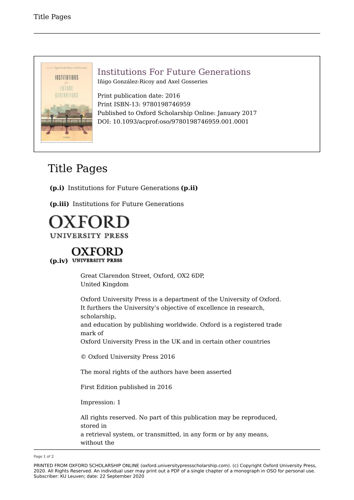 Title Pages
INSTITUTIONS
FUTURE
GENERATIONS
Institutions For Future Generations
Iñigo González-Ricoy and Axel Gosseries
Print publication date: 2016
Print ISBN-13: 9780198746959
Published to Oxford Scholarship Online: January 2017
DOI: 10.1093/acprof:oso/9780198746959.001.0001
Title Pages
(p.i) Institutions for Future Generations (p.ii)
(p.iii) Institutions for Future Generations
OXFORD
UNIVERSITY PRESS
OXFORD
(p.iv) UNIVERSITY PRESS
Great Clarendon Street, Oxford, OX2 6DP,
United Kingdom
Oxford University Press is a department of the University of Oxford.
It furthers the University's objective of excellence in research,
scholarship,
and education by publishing worldwide. Oxford is a registered trade
mark of
Oxford University Press in the UK and in certain other countries
© Oxford University Press 2016
The moral rights of the authors have been asserted
First Edition published in 2016
Impression: 1
All rights reserved. No part of this publication may be reproduced,
stored in
a retrieval system, or transmitted, in any form or by any means,
without the
Page 1 of 2
PRINTED FROM OXFORD SCHOLARSHIP ONLINE (oxford.universitypressscholarship.com). (c) Copyright Oxford University Press,
2020. All Rights Reserved. An individual user may print out a PDF of a single chapter of a monograph in OSO for personal use.
Subscriber: KU Leuven; date: 22 September 2020